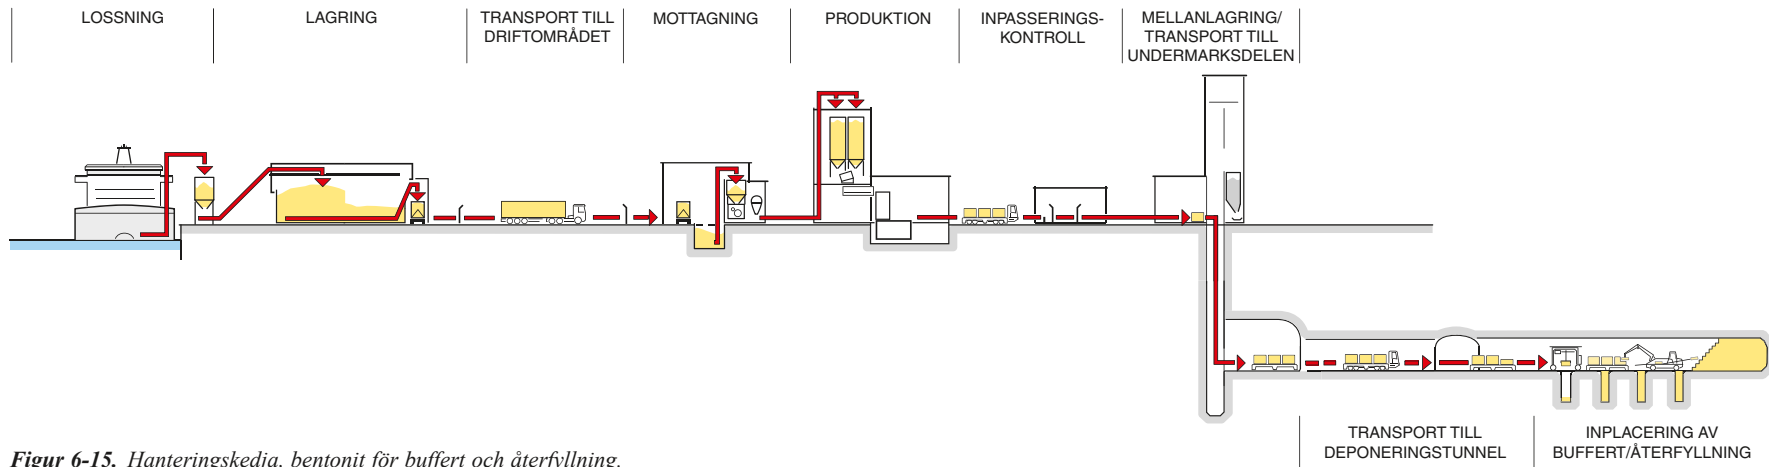 LOSSNING
LAGRING
TRANSPORT TILL
DRIFTOMRÅDET
MOTTAGNING
PRODUKTION
INPASSERINGS-
KONTROLL
MELLANLAGRING/
TRANSPORT TILL
UNDERMARKSDELEN
TRANSPORT TILL
DEPONERINGSTUNNEL
INPLACERING AV
BUFFERT/ÅTERFYLLNING
Figur 6-15. Hanteringskedja, bentonit för buffert och återfyllning.